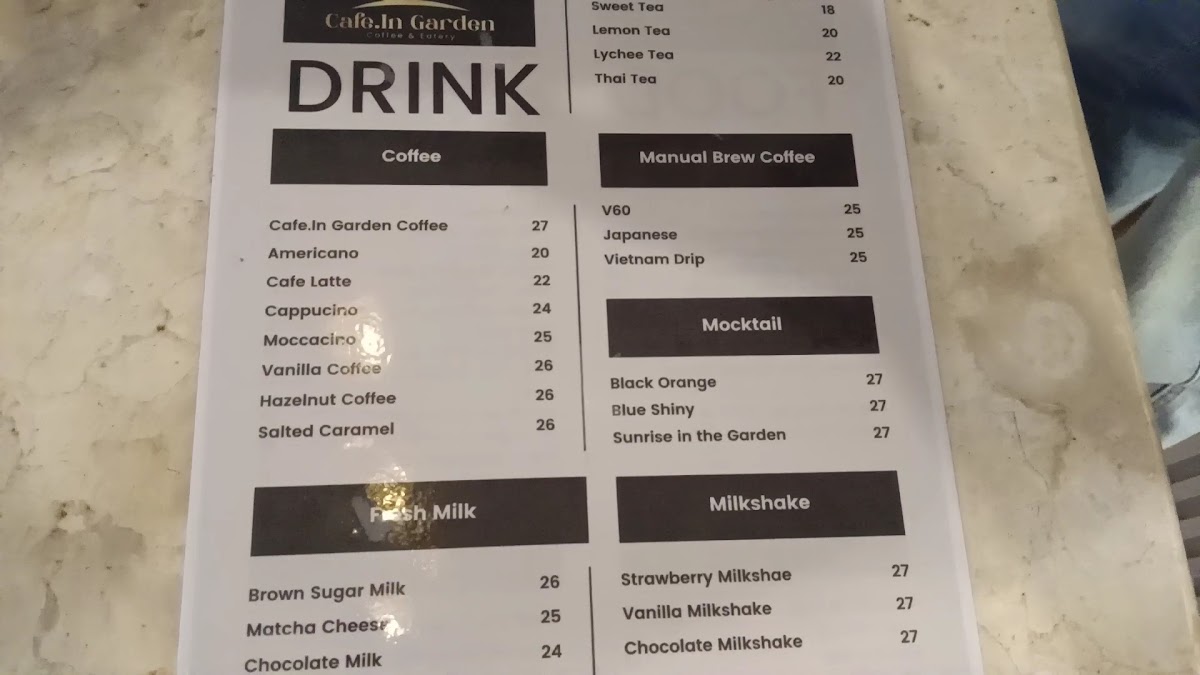 Cafe.In Garden
Coffee & Eatery
DRINK
Coffee
Cafe.In Garden Coffee 27
Americano 20
Cafe Latte 22
Cappucino 24
Moccacino 25
Vanilla Coffee 26
Hazelnut Coffee 26
Salted Caramel 26
Fresh Milk
Brown Sugar Milk 26
Matcha Cheese 25
Chocolate Milk 24
Sweet Tea 18
Lemon Tea 20
Lychee Tea 22
Thai Tea 20
Manual Brew Coffee
V60 25
Japanese 25
Vietnam Drip 25
Mocktail
Black Orange 27
Blue Shiny 27
Sunrise in the Garden 27
Milkshake
Strawberry Milkshae 27
Vanilla Milkshake 27
Chocolate Milkshake 27